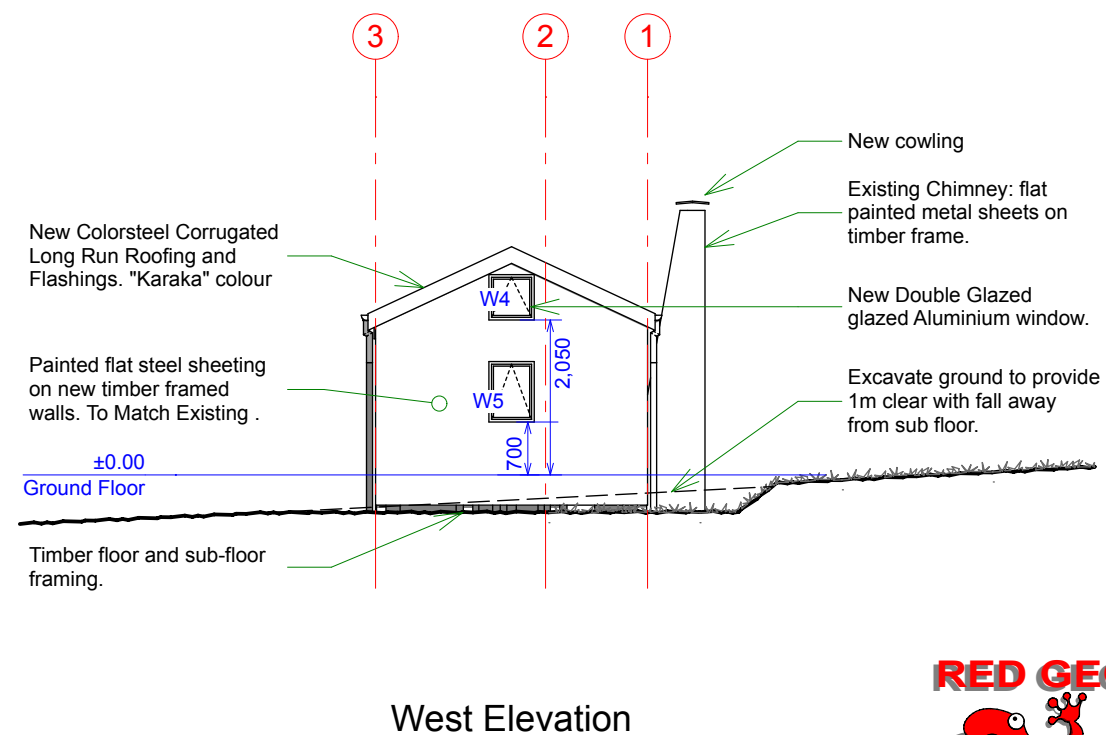 3
2
1
New cowling
Existing Chimney: flat
painted metal sheets on
timber frame.
New Colorsteel Corrugated
Long Run Roofing and
Flashings. "Karaka" colour
W4
New Double Glazed
glazed Aluminium window.
2,050
Painted flat steel sheeting
on new timber framed
walls. To Match Existing .
W5
Excavate ground to provide
1m clear with fall away
from sub floor.
700
±0.00
Ground Floor
Timber floor and sub-floor
framing.
West Elevation
RED